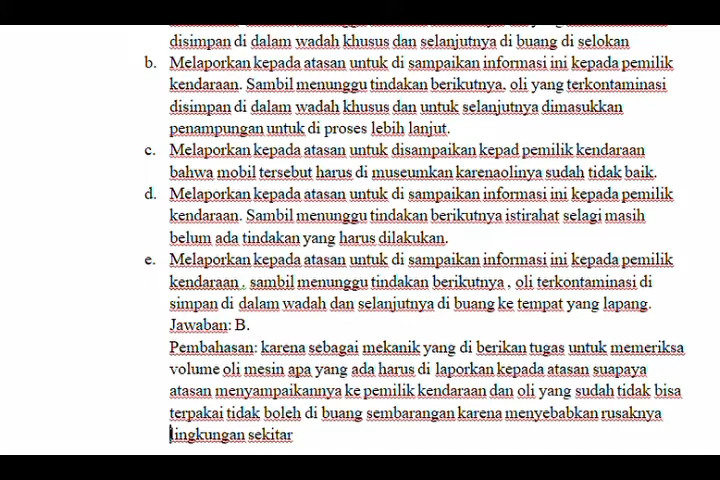 disimpan di dalam wadah khusus dan selanjutnya di buang di selokan
b. Melaporkan kepada atasan untuk di sampaikan informasi ini kepada pemilik
kendaraan. Sambil menunggu tindakan berikutnya, oli yang terkontaminasi
disimpan di dalam wadah khusus dan untuk selanjutnya dimasukkan
penampungan untuk di proses lebih lanjut.
c. Melaporkan kepada atasan untuk disampaikan kepad pemilik kendaraan
bahwa mobil tersebut harus di museumkan karenaolinya sudah tidak baik.
d. Melaporkan kepada atasan untuk di sampaikan informasi ini kepada pemilik
kendaraan. Sambil menunggu tindakan berikutnya istirahat selagi masih
belum ada tindakan yang harus dilakukan.
e. Melaporkan kepada atasan untuk di sampaikan informasi ini kepada pemilik
kendaraan , sambil menunggu tindakan berikutnya , oli terkontaminasi di
simpan di dalam wadah dan selanjutnya di buang ke tempat yang lapang.
Jawaban: B.
Pembahasan: karena sebagai mekanik yang di berikan tugas untuk memeriksa
volume oli mesin apa yang ada harus di laporkan kepada atasan suapaya
atasan menyampaikannya ke pemilik kendaraan dan oli yang sudah tidak bisa
terpakai tidak boleh di buang sembarangan karena menyebabkan rusaknya
lingkungan sekitar